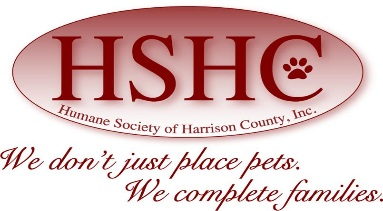 HSHC
Humane Society of Harrison County, Inc.
We don't just place pets.
We complete families.